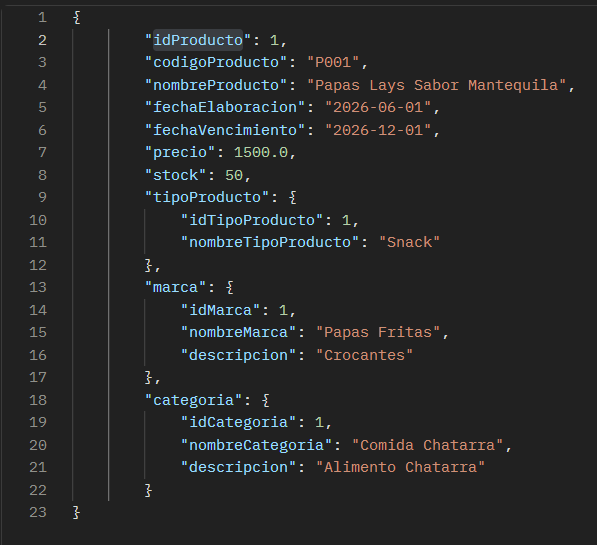 1 {
2 "idProducto": 1,
3 "codigoProducto": "P001",
4 "nombreProducto": "Papas Lays Sabor Mantequila",
5 "fechaElaboracion": "2026-06-01",
6 "fechaVencimiento": "2026-12-01",
7 "precio": 1500.0,
8 "stock": 50,
9 "tipoProducto": {
10 "idTipoProducto": 1,
11 "nombreTipoProducto": "Snack"
12 },
13 "marca": {
14 "idMarca": 1,
15 "nombreMarca": "Papas Fritas",
16 "descripcion": "Crocantes"
17 },
18 "categoria": {
19 "idCategoria": 1,
20 "nombreCategoria": "Comida Chatarra",
21 "descripcion": "Alimento Chatarra"
22 }
23 }